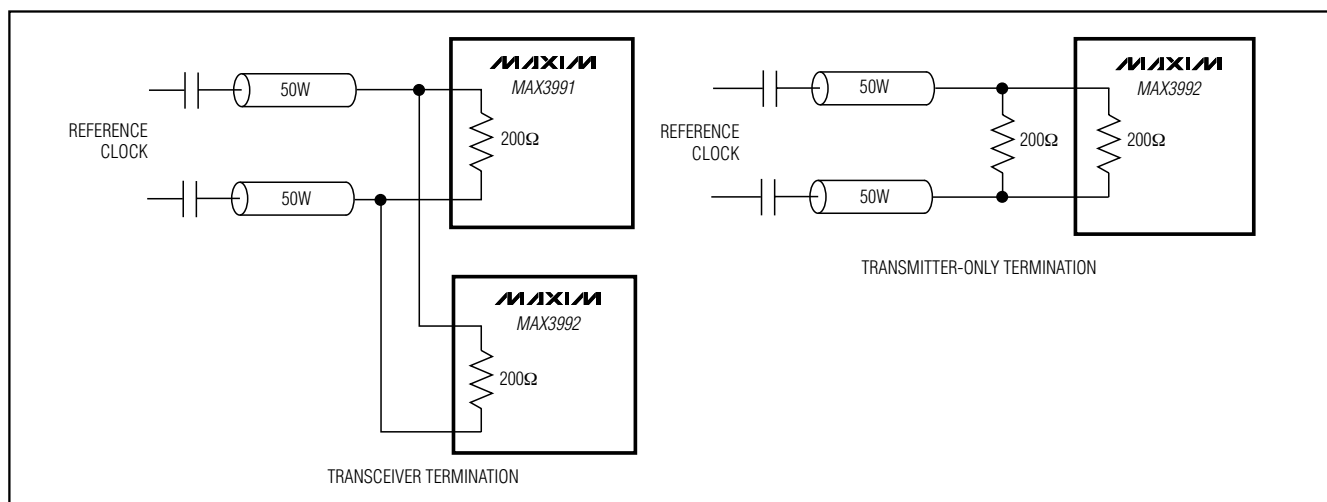 MAXIM
MAX3991
50W
REFERENCE
CLOCK
200Ω
50W
MAXIM
MAX3992
200Ω
TRANSCEIVER TERMINATION
MAXIM
MAX3992
50W
REFERENCE
CLOCK
200Ω
200Ω
50W
TRANSMITTER-ONLY TERMINATION